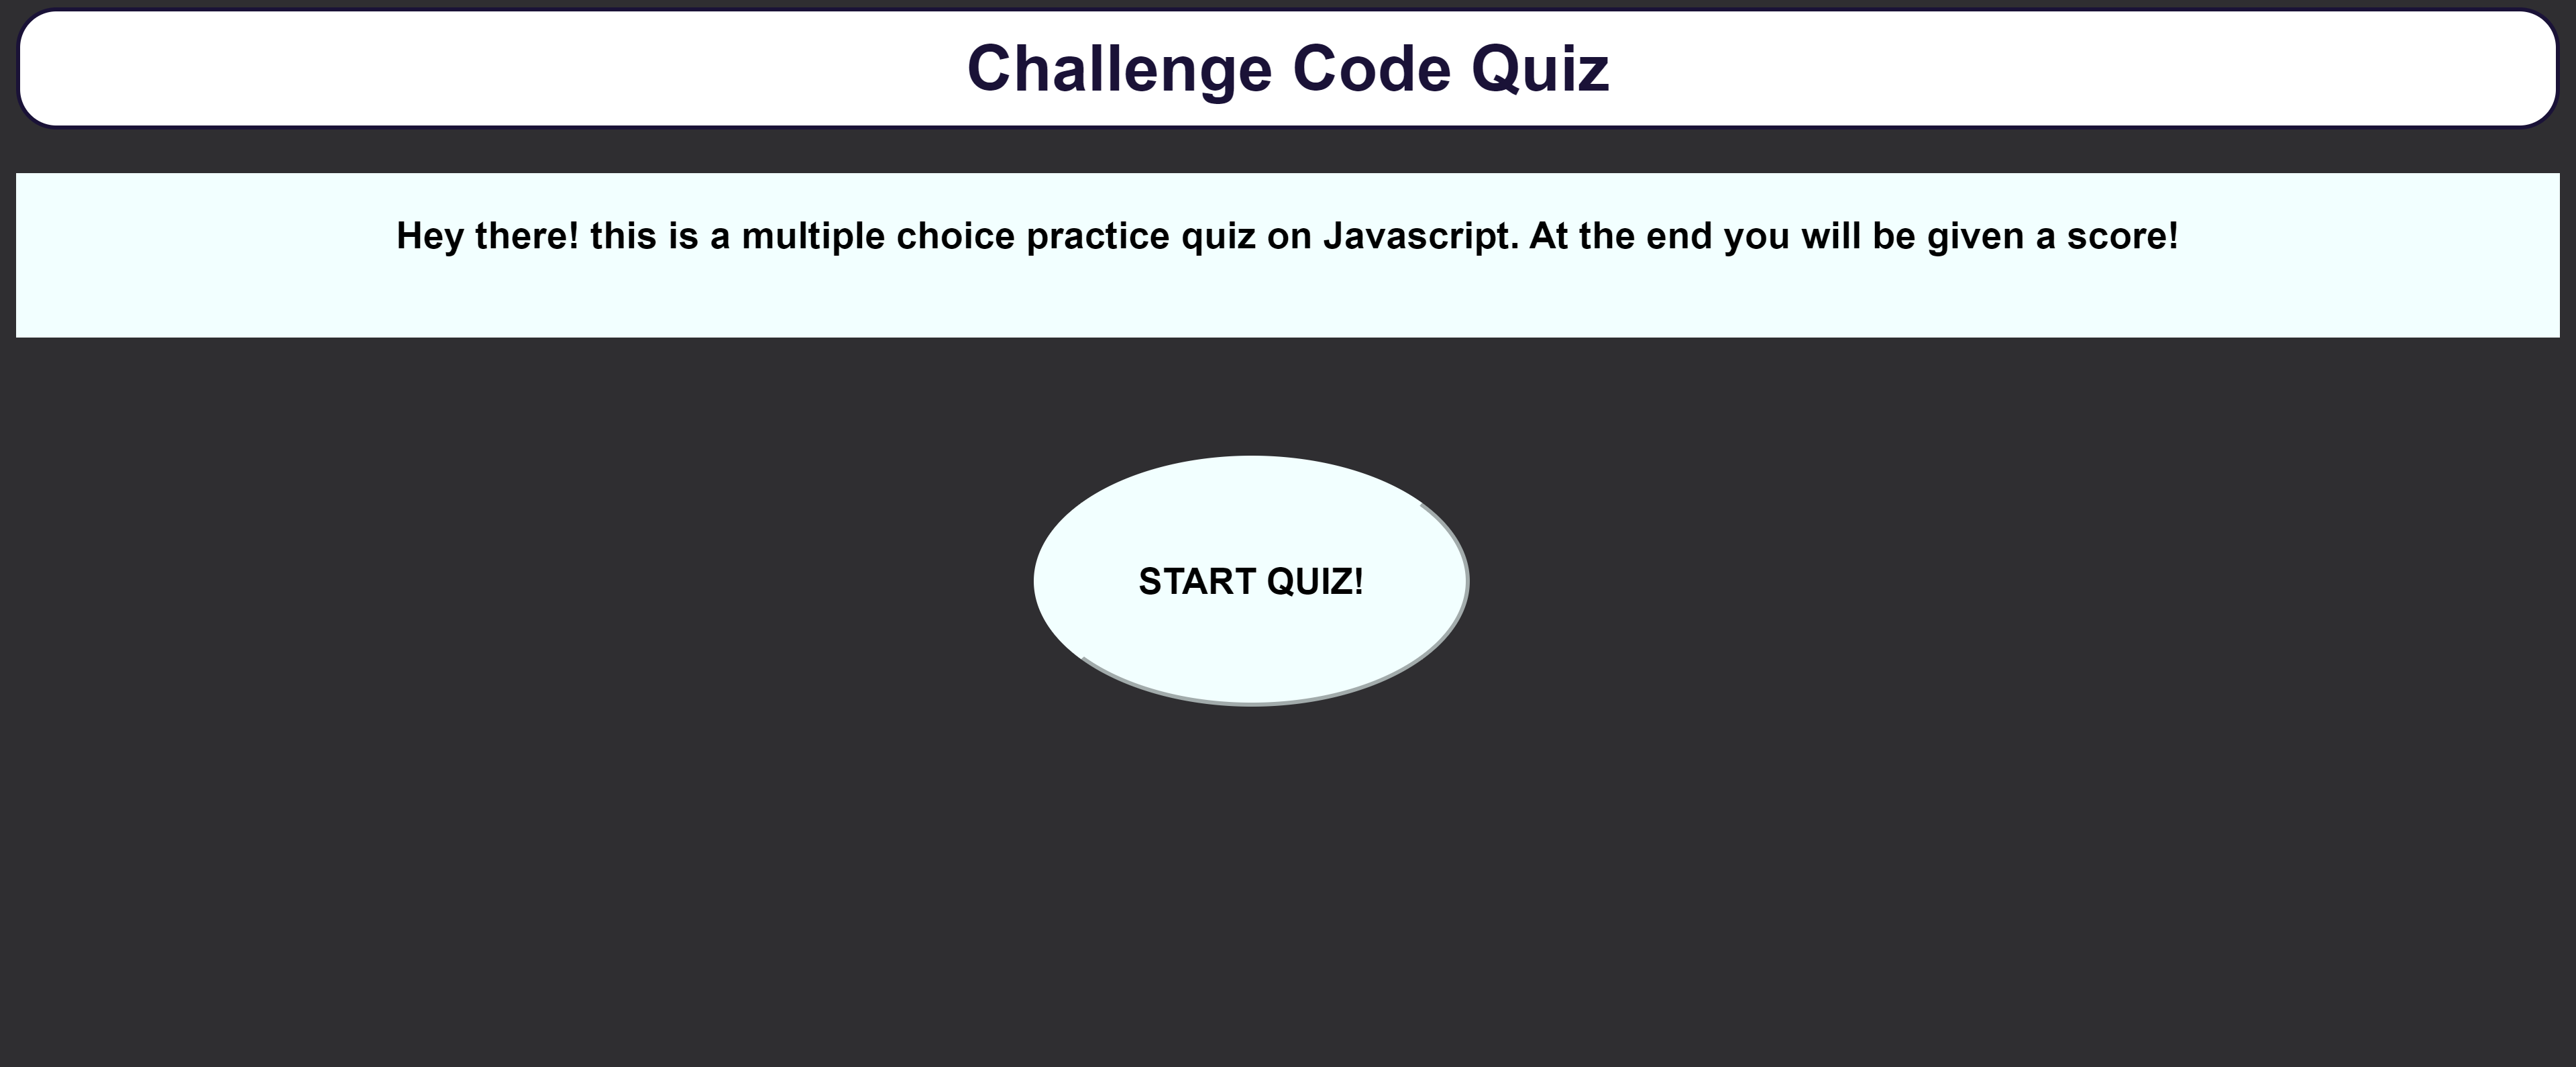 Challenge Code Quiz
Hey there! this is a multiple choice practice quiz on Javascript. At the end you will be given a score!
START QUIZ!